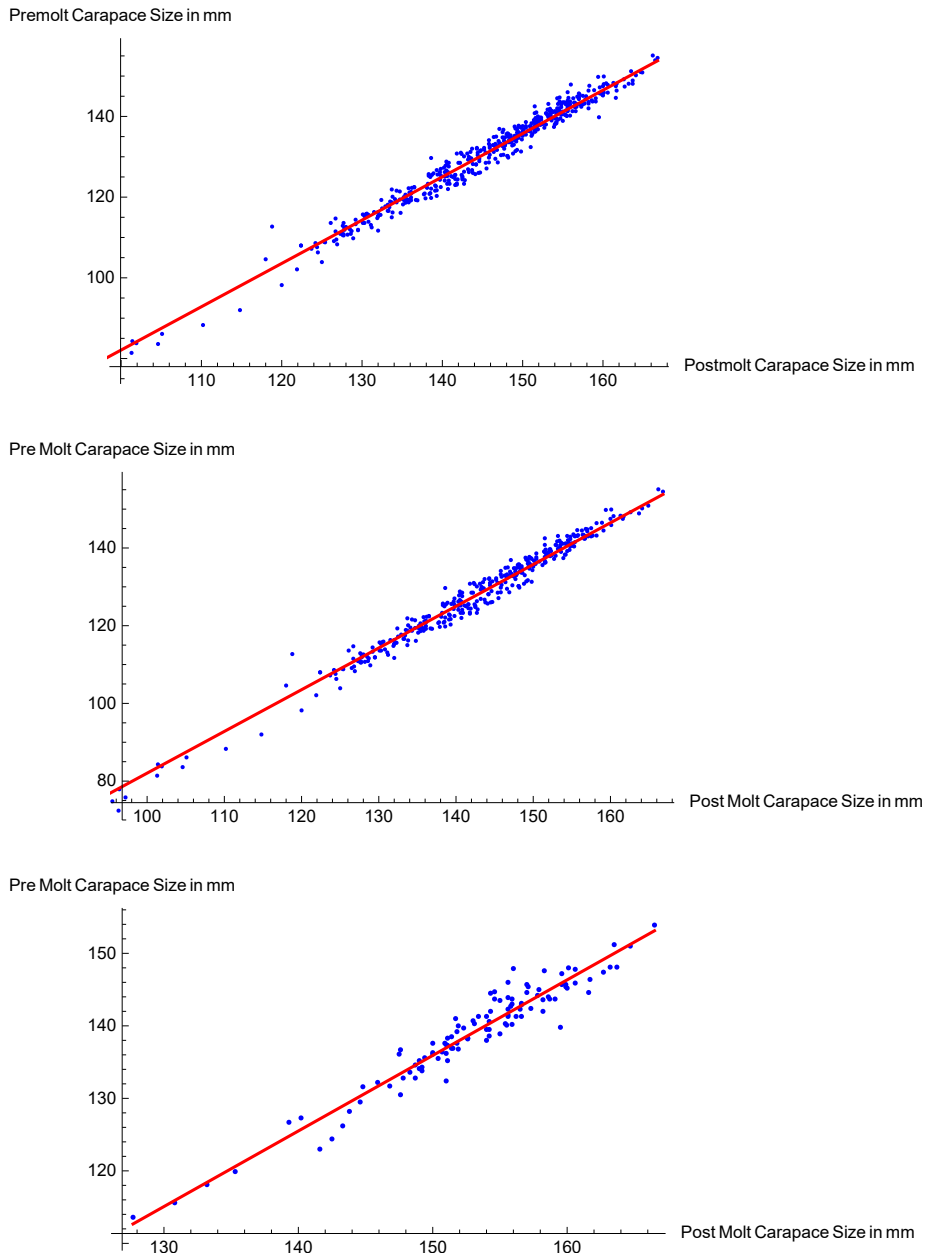 Premolt Carapace Size in mm
140
120
100
110 120 130 140 150 160
Postmolt Carapace Size in mm
Pre Molt Carapace Size in mm
140
120
100
80
100 110 120 130 140 150 160
Post Molt Carapace Size in mm
Pre Molt Carapace Size in mm
150
140
130
120
130 140 150 160
Post Molt Carapace Size in mm